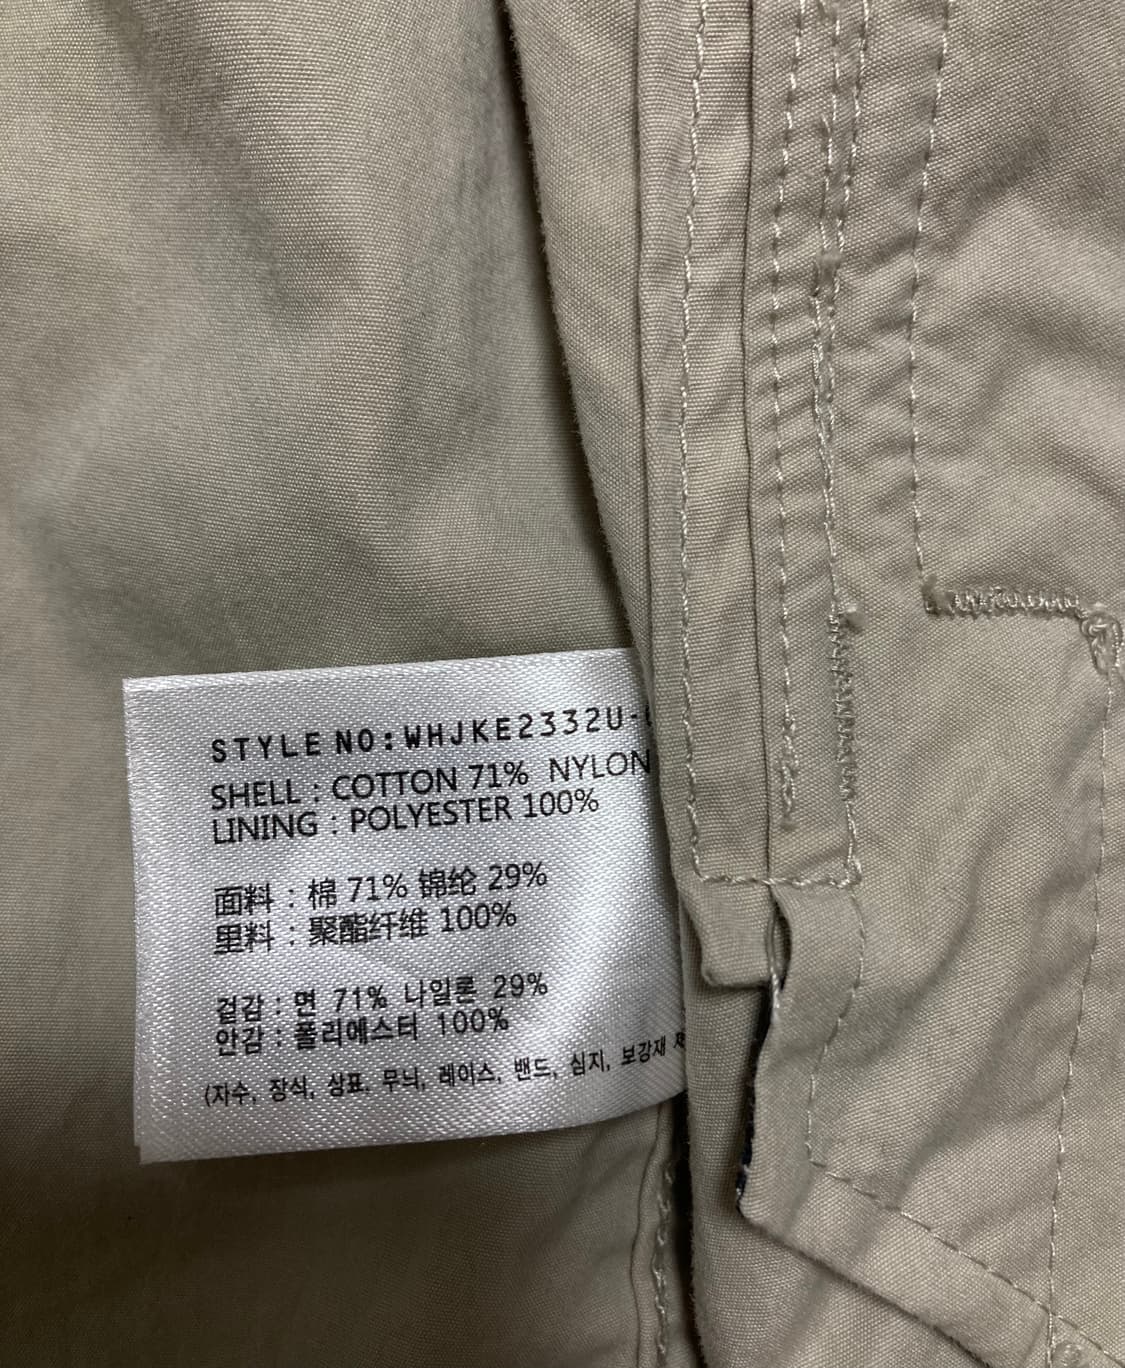 STYLE NO:WHJKE2332U-
SHELL : COTTON 71% NYLON
LINING : POLYESTER 100%
面料 : 棉 71% 锦纶 29%
里料 : 聚酯纤维 100%
겉감 : 면 71% 나일론 29%
안감 : 폴리에스터 100%
(자수, 장식, 상표, 무늬, 레이스, 밴드, 심지, 보강재